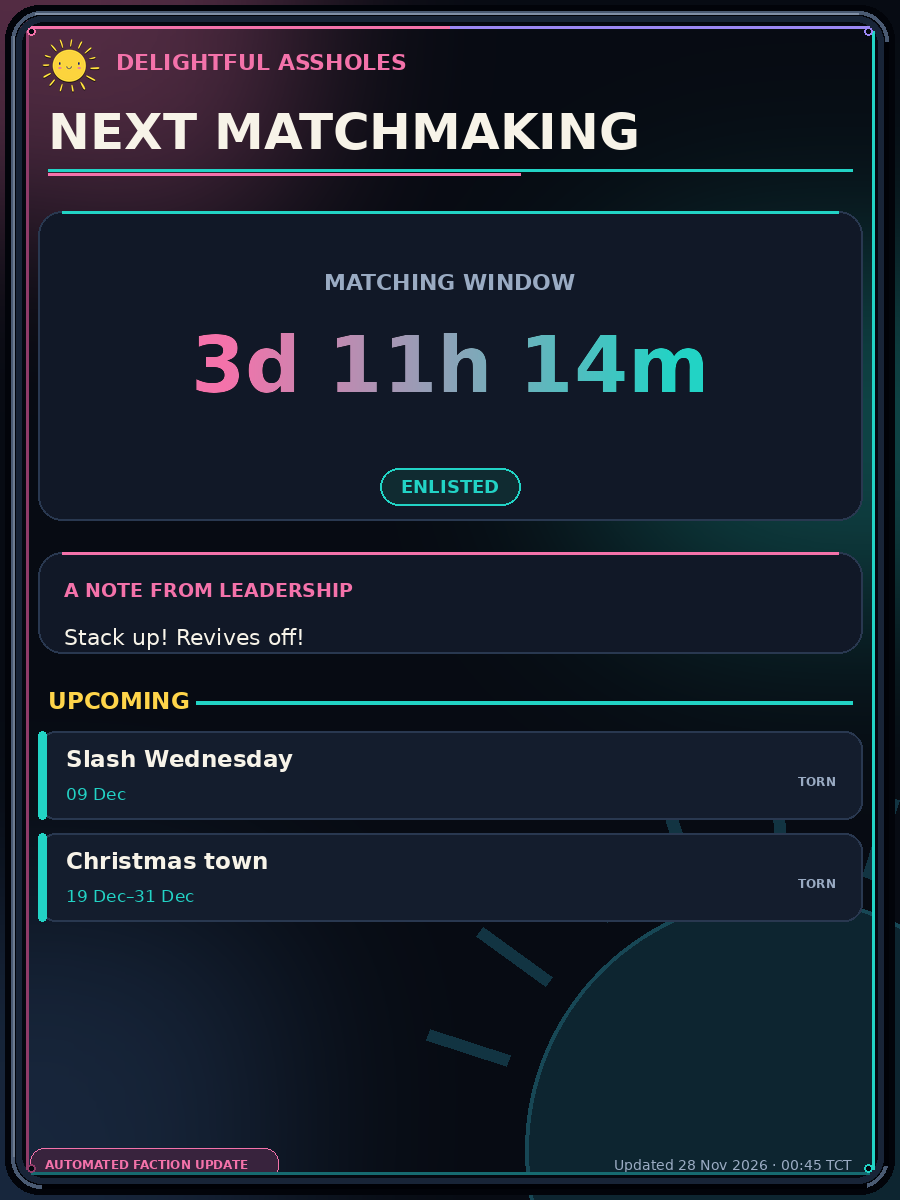 DELIGHTFUL ASSHOLES
NEXT MATCHMAKING
MATCHING WINDOW
3d 11h 14m
ENLISTED
A NOTE FROM LEADERSHIP
Stack up! Revives off!
UPCOMING
Slash Wednesday
09 Dec
TORN
Christmas town
19 Dec–31 Dec
TORN
AUTOMATED FACTION UPDATE
Updated 28 Nov 2026 · 00:45 TCT